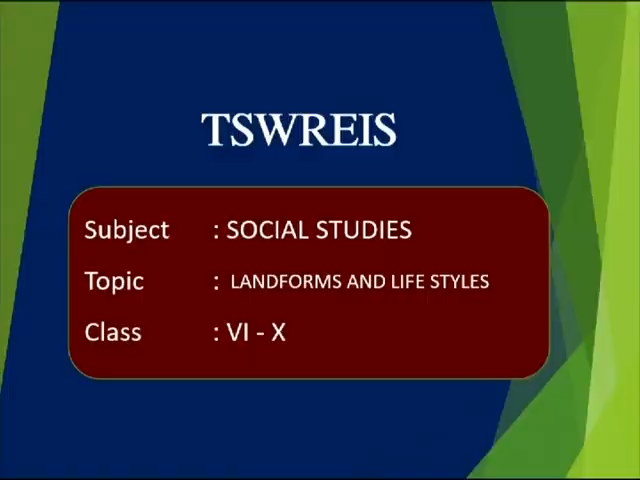 TSWREIS
Subject : SOCIAL STUDIES
Topic : LANDFORMS AND LIFE STYLES
Class : VI - X